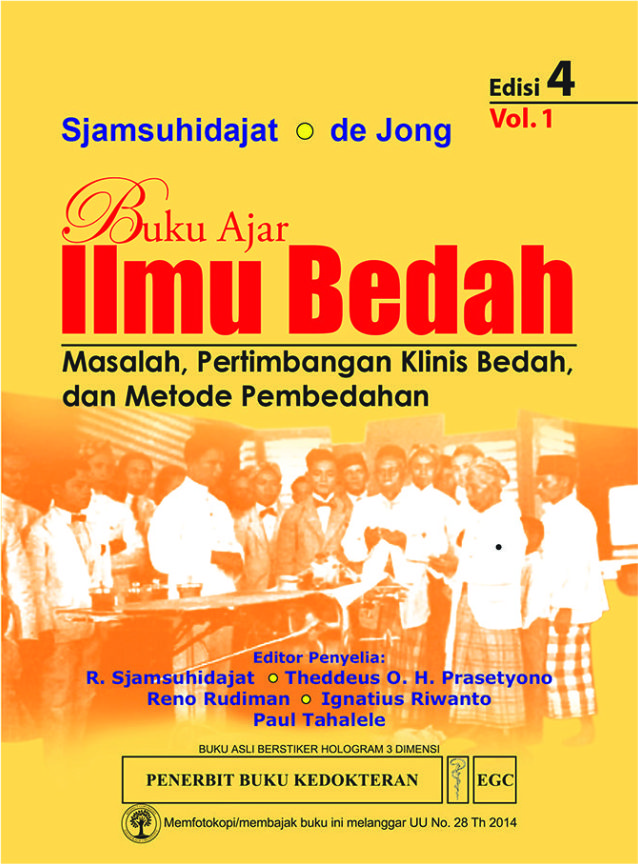 Edisi 4
Vol. 1
Sjamsuhidajat de Jong
Buku Ajar
Ilmu Bedah
Masalah, Pertimbangan Klinis Bedah,
dan Metode Pembedahan
Editor Penyelia:
R. Sjamsuhidajat Theddeus O. H. Prasetyono
Reno Rudiman Ignatius Riwanto
Paul Tahalele
BUKU ASLI BERSTIKER HOLOGRAM 3 DIMENSI
PENERBIT BUKU KEDOKTERAN EGC
Memfotokopi/membajak buku ini melanggar UU No. 28 Th 2014